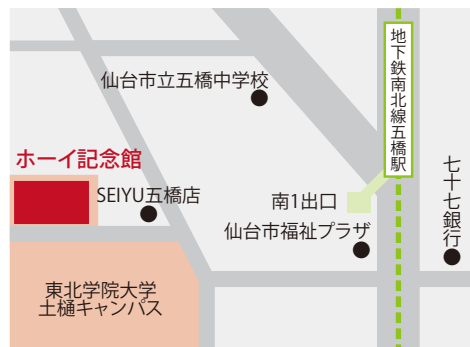 地下鉄南北線五橋駅
仙台市立五橋中学校
ホーイ記念館
SEIYU五橋店
南1出口
七十七銀行
仙台市福祉プラザ
東北学院大学
土樋キャンパス